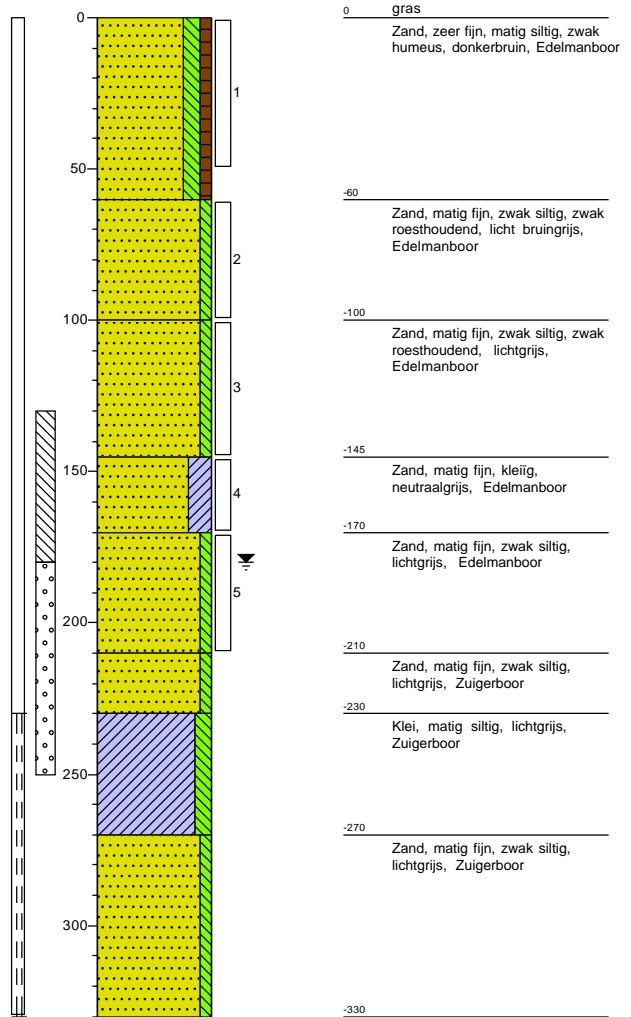 0
gras
Zand, zeer fijn, matig siltig, zwak
humeus, donkerbruin, Edelmanboor
1
50
-60
Zand, matig fijn, zwak siltig, zwak
roesthoudend, licht bruingrijs,
Edelmanboor
2
100
-100
Zand, matig fijn, zwak siltig, zwak
roesthoudend, lichtgrijs,
Edelmanboor
3
-145
150
Zand, matig fijn, kleiïg,
neutraalgrijs, Edelmanboor
4
-170
Zand, matig fijn, zwak siltig,
lichtgrijs, Edelmanboor
5
200
-210
Zand, matig fijn, zwak siltig,
lichtgrijs, Zuigerboor
-230
Klei, matig siltig, lichtgrijs,
Zuigerboor
250
-270
Zand, matig fijn, zwak siltig,
lichtgrijs, Zuigerboor
300
-330
0